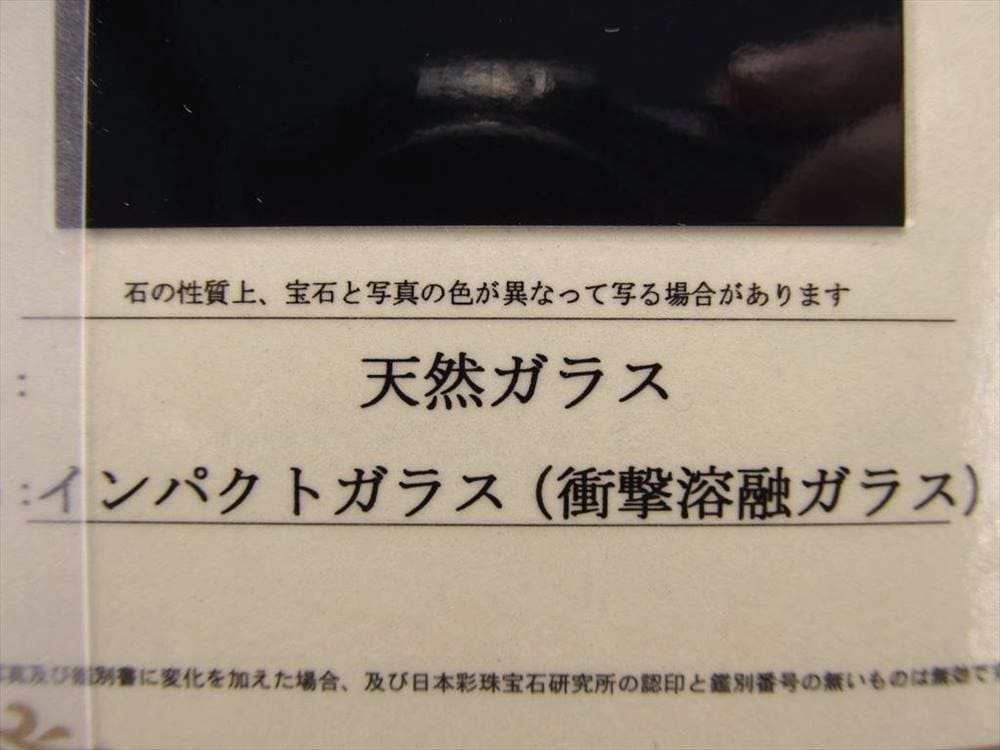 石の性質上、宝石と写真の色が異なって写る場合があります
: 天然ガラス
:インパクトガラス(衝撃溶融ガラス)
真及び鑑別書に変化を加えた場合、及び日本彩珠宝石研究所の認印と鑑別番号の無いものは無効で